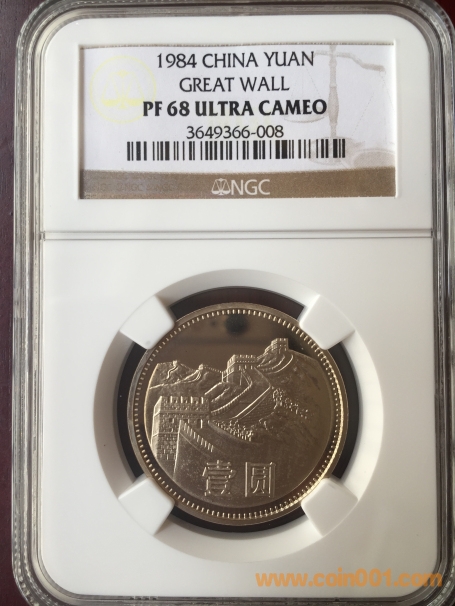 1984 CHINA YUAN
GREAT WALL
PF 68 ULTRA CAMEO
3649366-008
NGC
壹圆
www.coin001.com